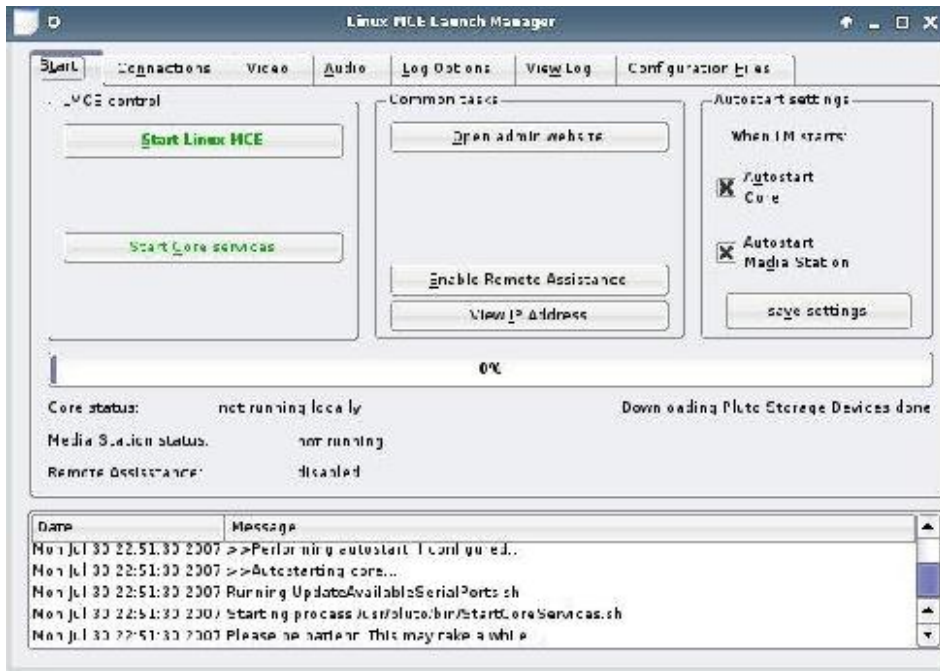 Linux MCE Launch Manager
Start Connections Video Audio Log Options View Log Configuration Files
LMCE control
Start Linux MCE
Start Core services
Common tasks
Open admin website
Enable Remote Assistance
View IP Address
Autostart settings
When LM starts:
Autostart
Core
Autostart
Media Station
save settings
0%
Core status: not running locally
Downloading Pluto Storage Devices done
Media Station status: not running
Remote Assisstance: disabled
Date Message
Mon Jul 30 22:51:30 2007 >>Performing autostart if configured..
Mon Jul 30 22:51:30 2007 >>Autostarting core...
Mon Jul 30 22:51:30 2007 Running UpdateAvailableSerialPorts.sh
Mon Jul 30 22:51:30 2007 Starting process /usr/pluto/bin/StartCoreServices.sh
Mon Jul 30 22:51:30 2007 Please be patient. This may take a while